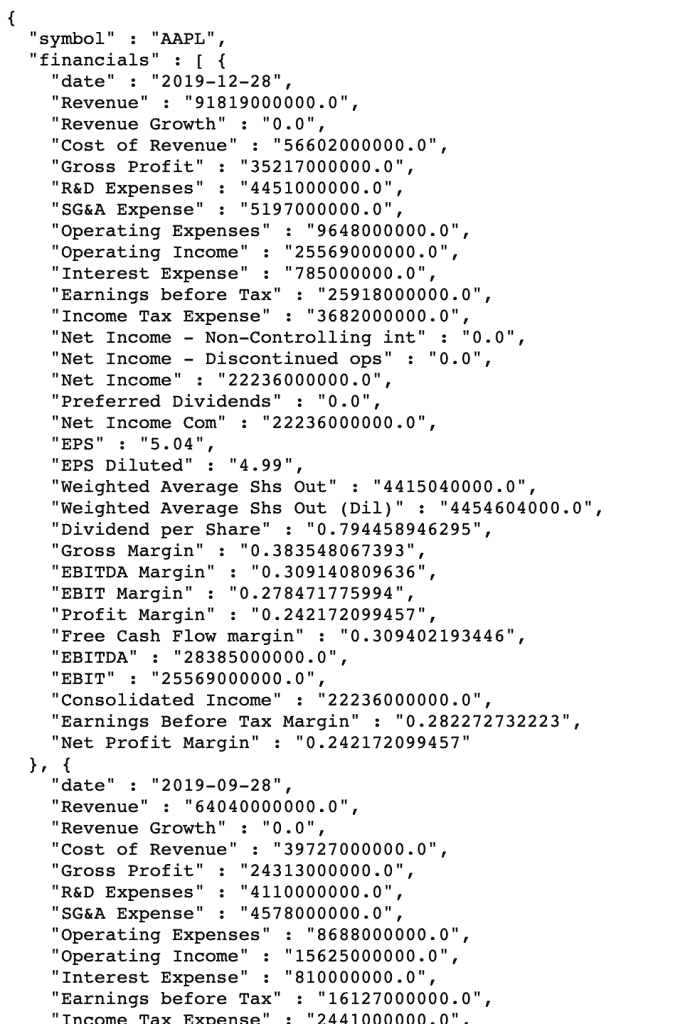 {
"symbol" : "AAPL",
"financials" : [ {
"date" : "2019-12-28",
"Revenue" : "91819000000.0",
"Revenue Growth" : "0.0",
"Cost of Revenue" : "56602000000.0",
"Gross Profit" : "35217000000.0",
"R&D Expenses" : "4451000000.0",
"SG&A Expense" : "5197000000.0",
"Operating Expenses" : "9648000000.0",
"Operating Income" : "25569000000.0",
"Interest Expense" : "785000000.0",
"Earnings before Tax" : "25918000000.0",
"Income Tax Expense" : "3682000000.0",
"Net Income - Non-Controlling int" : "0.0",
"Net Income - Discontinued ops" : "0.0",
"Net Income" : "22236000000.0",
"Preferred Dividends" : "0.0",
"Net Income Com" : "22236000000.0",
"EPS" : "5.04",
"EPS Diluted" : "4.99",
"Weighted Average Shs Out" : "4415040000.0",
"Weighted Average Shs Out (Dil)" : "4454604000.0",
"Dividend per Share" : "0.794458946295",
"Gross Margin" : "0.383548067393",
"EBITDA Margin" : "0.309140809636",
"EBIT Margin" : "0.278471775994",
"Profit Margin" : "0.242172099457",
"Free Cash Flow margin" : "0.309402193446",
"EBITDA" : "28385000000.0",
"EBIT" : "25569000000.0",
"Consolidated Income" : "22236000000.0",
"Earnings Before Tax Margin" : "0.282272732223",
"Net Profit Margin" : "0.242172099457"
}, {
"date" : "2019-09-28",
"Revenue" : "64040000000.0",
"Revenue Growth" : "0.0",
"Cost of Revenue" : "39727000000.0",
"Gross Profit" : "24313000000.0",
"R&D Expenses" : "4110000000.0",
"SG&A Expense" : "4578000000.0",
"Operating Expenses" : "8688000000.0",
"Operating Income" : "15625000000.0",
"Interest Expense" : "810000000.0",
"Earnings before Tax" : "16127000000.0",
"Income Tax Expense" : "2441000000.0",